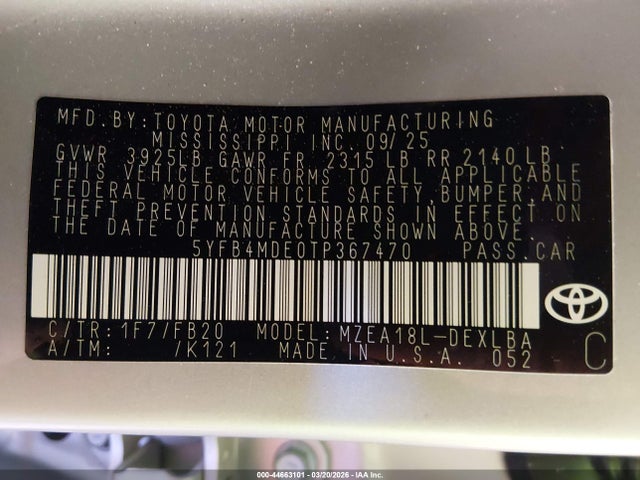 MFD. BY: TOYOTA MOTOR MANUFACTURING
MISSISSIPPI INC. 09/25
GVWR 3925LB GAWR FR 2315 LB RR 2140 LB
THIS VEHICLE CONFORMS TO ALL APPLICABLE
FEDERAL MOTOR VEHICLE SAFETY, BUMPER, AND
THEFT PREVENTION STANDARDS IN EFFECT ON
THE DATE OF MANUFACTURE SHOWN ABOVE.
5YFB4MDE0TP367470 PASS. CAR
C/TR: 1F7/FB20 MODEL: MZEA18L-DEXLBA
A/TM: /K121 MADE IN U.S.A. 052
C
000-44663101 - 03/20/2026 - IAA Inc.